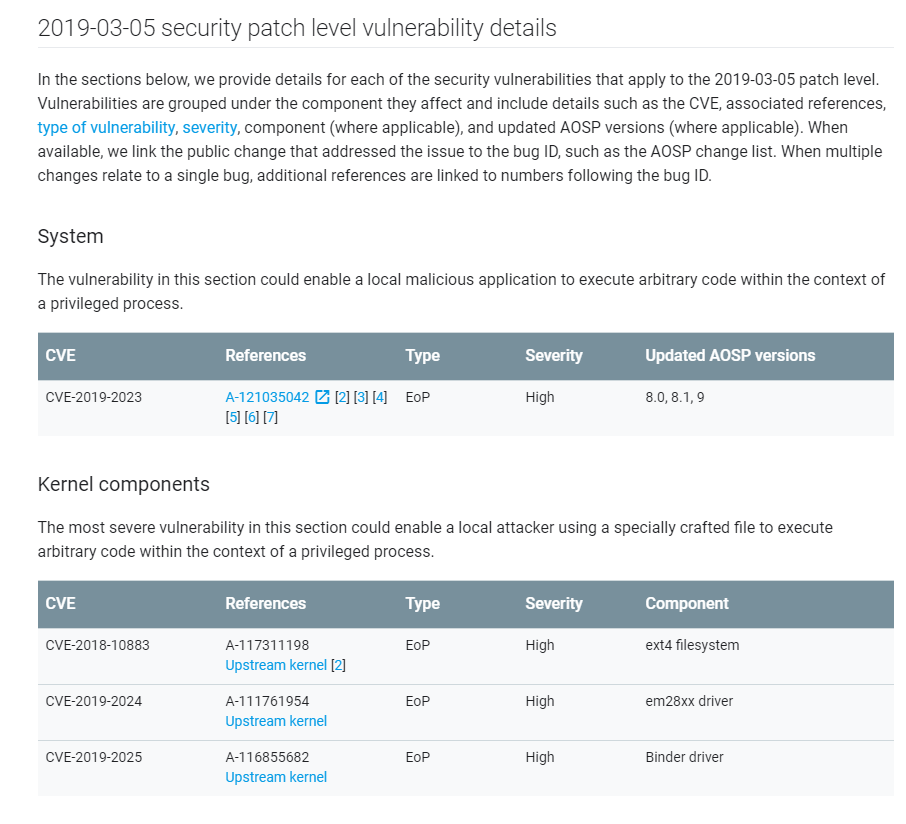 2019-03-05 security patch level vulnerability details
In the sections below, we provide details for each of the security vulnerabilities that apply to the 2019-03-05 patch level.
Vulnerabilities are grouped under the component they affect and include details such as the CVE, associated references,
type of vulnerability, severity, component (where applicable), and updated AOSP versions (where applicable). When
available, we link the public change that addressed the issue to the bug ID, such as the AOSP change list. When multiple
changes relate to a single bug, additional references are linked to numbers following the bug ID.
System
The vulnerability in this section could enable a local malicious application to execute arbitrary code within the context of
a privileged process.
CVE References Type Severity Updated AOSP versions
CVE-2019-2023 A-121035042 [2] [3] [4] EoP High 8.0, 8.1, 9
[5] [6] [7]
Kernel components
The most severe vulnerability in this section could enable a local attacker using a specially crafted file to execute
arbitrary code within the context of a privileged process.
CVE References Type Severity Component
CVE-2018-10883 A-117311198 EoP High ext4 filesystem
Upstream kernel [2]
CVE-2019-2024 A-111761954 EoP High em28xx driver
Upstream kernel
CVE-2019-2025 A-116855682 EoP High Binder driver
Upstream kernel